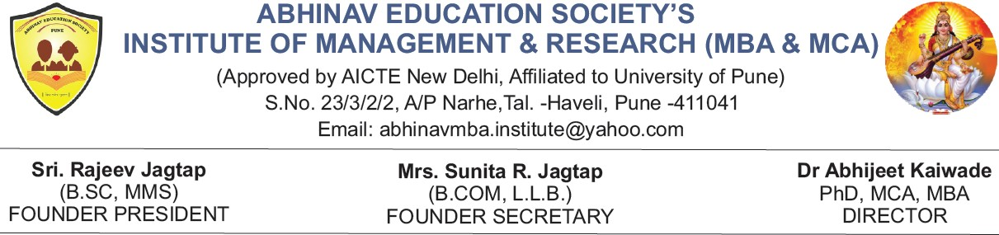 ABHINAV EDUCATION SOCIETY
PUNE
ABHINAV EDUCATION SOCIETY'S
INSTITUTE OF MANAGEMENT & RESEARCH (MBA & MCA)
(Approved by AICTE New Delhi, Affiliated to University of Pune)
S.No. 23/3/2/2, A/P Narhe,Tal. -Haveli, Pune -411041
Email: abhinavmba.institute@yahoo.com
Sri. Rajeev Jagtap
(B.SC, MMS)
FOUNDER PRESIDENT
Mrs. Sunita R. Jagtap
(B.COM, L.L.B.)
FOUNDER SECRETARY
Dr Abhijeet Kaiwade
PhD, MCA, MBA
DIRECTOR